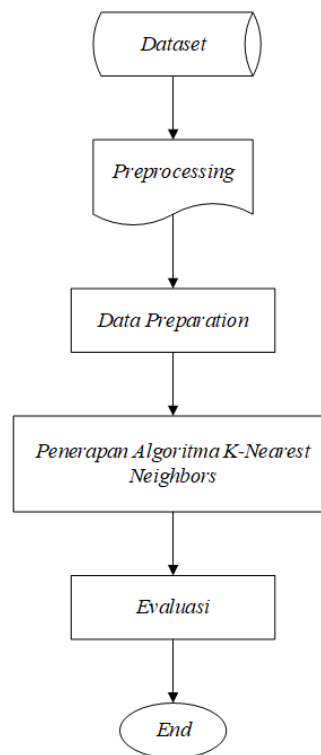 Dataset
Preprocessing
Data Preparation
Penerapan Algoritma K-Nearest
Neighbors
Evaluasi
End